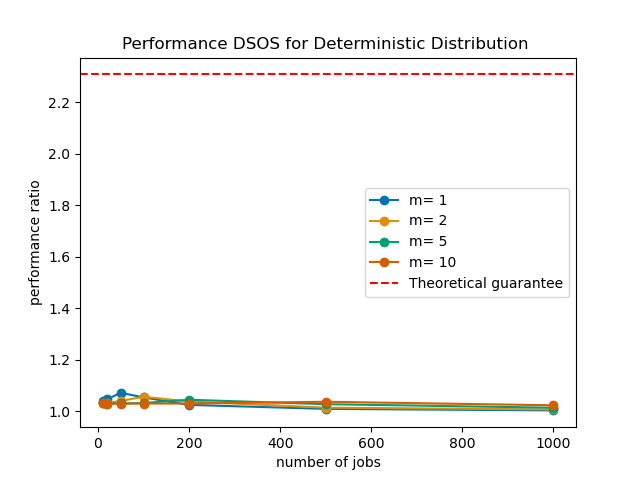 Performance DSOS for Deterministic Distribution
performance ratio
2.2
2.0
1.8
1.6
1.4
1.2
1.0
m= 1
m= 2
m= 5
m= 10
Theoretical guarantee
0 200 400 600 800 1000
number of jobs